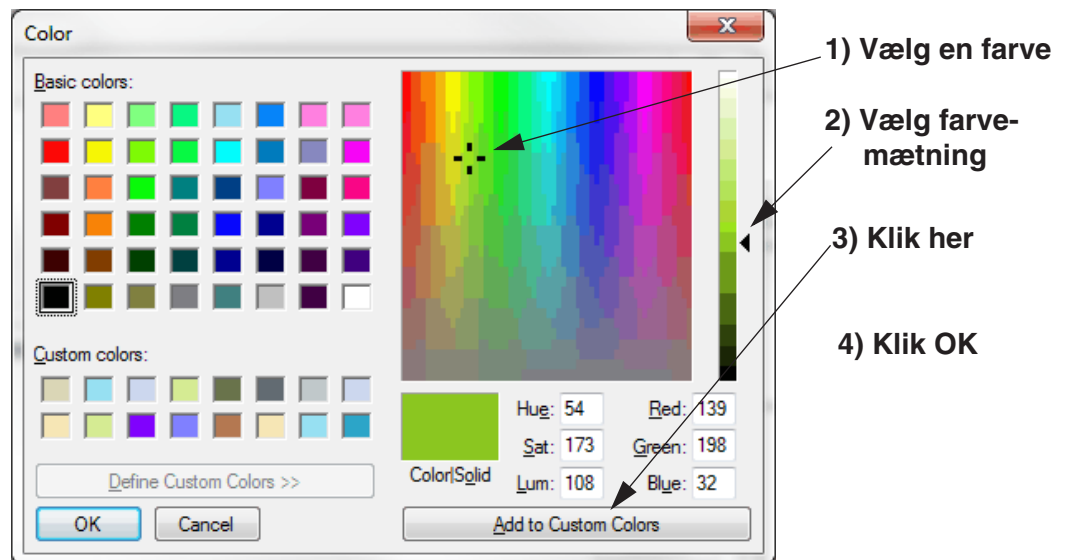 Color
Basic colors:
Custom colors:
Define Custom Colors >>
OK
Cancel
Color|Solid
Hue: 54
Sat: 173
Lum: 108
Red: 139
Green: 198
Blue: 32
Add to Custom Colors
1) Vælg en farve
2) Vælg farve-
mætning
3) Klik her
4) Klik OK